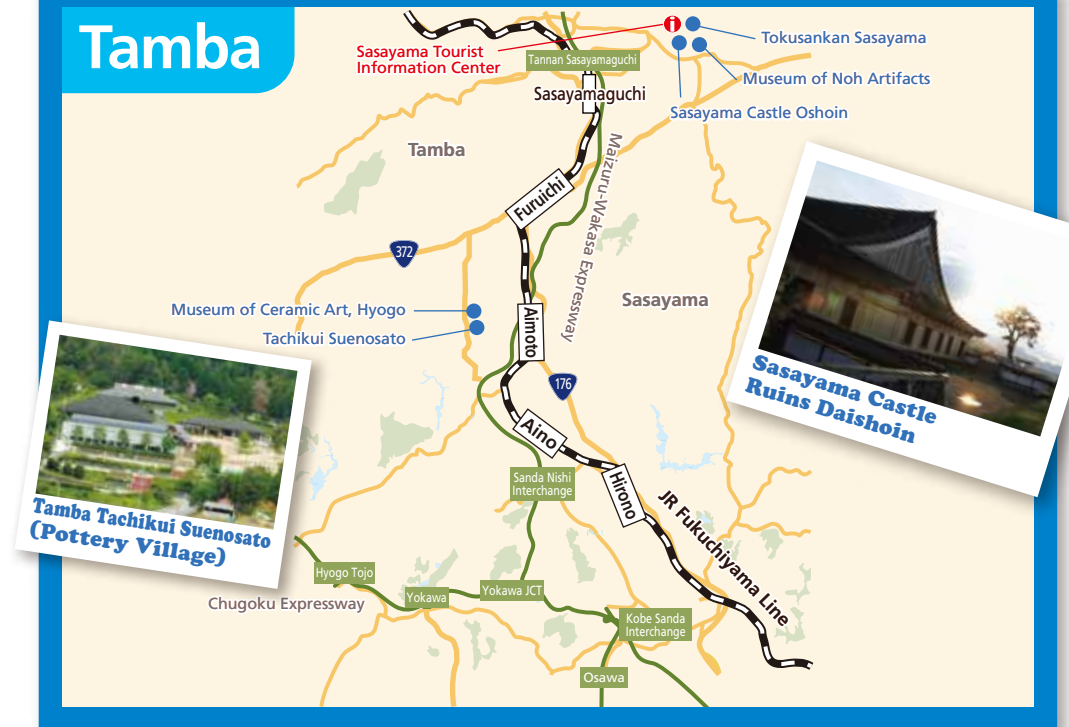 Tamba
Sasayama Tourist
Information Center
Tokusankan Sasayama
Museum of Noh Artifacts
Sasayama Castle Oshoin
Tannan Sasayamaguchi
Sasayamaguchi
Tamba
Maizuru-Wakasa Expressway
Furuichi
372
Sasayama
Museum of Ceramic Art, Hyogo
Tachikui Suenosato
Aimoto
176
Sasayama Castle
Ruins Daishoin
Aino
Sanda Nishi
Interchange
Hirono
JR Fukuchiyama Line
Tamba Tachikui Suenosato
(Pottery Village)
Hyogo Tojo
Yokawa
Yokawa JCT
Chugoku Expressway
Kobe Sanda
Interchange
Osawa